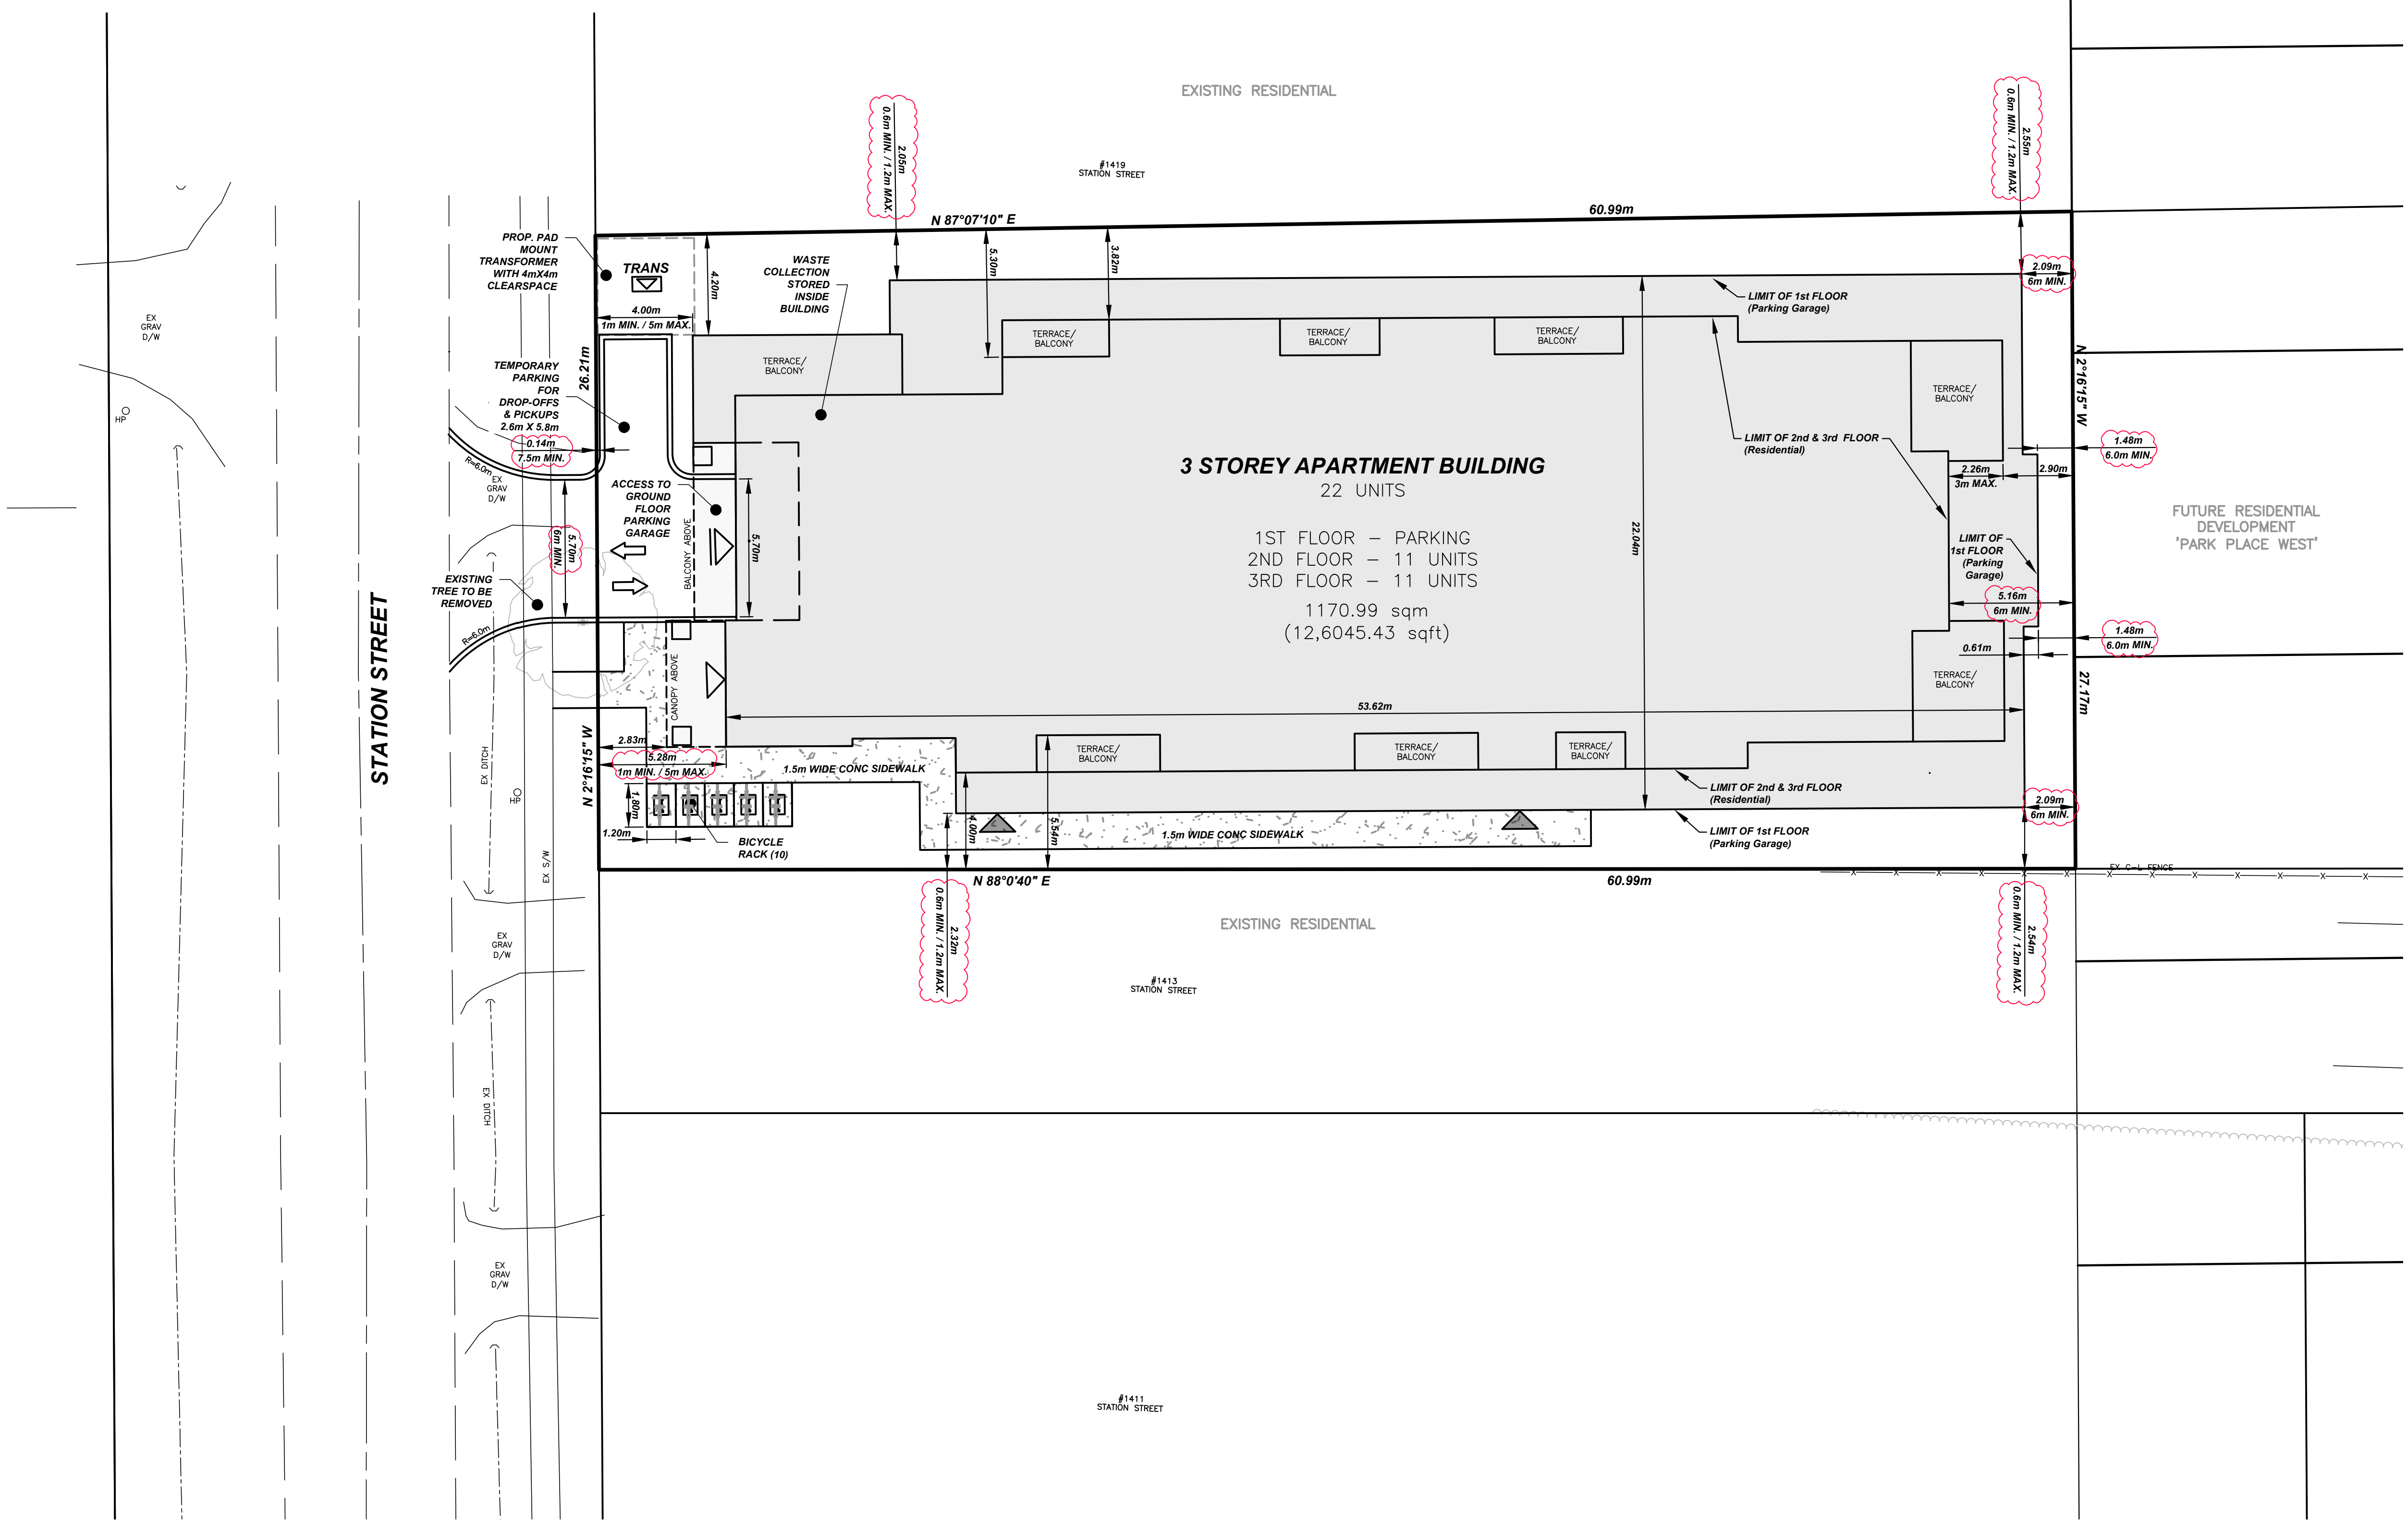 EXISTING RESIDENTIAL
#1419
STATION STREET
0.6m MIN. / 1.2m MAX.
2.05m
0.6m MIN. / 1.2m MAX.
2.55m
N 87°07'10" E
60.99m
PROP. PAD
MOUNT
TRANSFORMER
WITH 4mX4m
CLEARSPACE
TRANS
4.00m
1m MIN. / 5m MAX.
4.20m
WASTE
COLLECTION
STORED
INSIDE
BUILDING
5.30m
3.82m
2.09m
6m MIN.
LIMIT OF 1st FLOOR
(Parking Garage)
EX
GRAV
D/W
26.21m
TERRACE/
BALCONY
TERRACE/
BALCONY
TERRACE/
BALCONY
TERRACE/
BALCONY
TERRACE/
BALCONY
N 2°16'15" W
TEMPORARY
PARKING
FOR
DROP-OFFS
& PICKUPS
2.6m X 5.8m
0.14m
7.5m MIN.
HP
R=6.0m
EX
GRAV
D/W
LIMIT OF 2nd & 3rd FLOOR
(Residential)
1.48m
6.0m MIN.
2.26m
3m MAX.
2.90m
3 STOREY APARTMENT BUILDING
22 UNITS
1ST FLOOR – PARKING
2ND FLOOR – 11 UNITS
3RD FLOOR – 11 UNITS
1170.99 sqm
(12,6045.43 sqft)
ACCESS TO
GROUND
FLOOR
PARKING
GARAGE
BALCONY ABOVE
5.70m
5.70m
6m MIN.
22.04m
FUTURE RESIDENTIAL
DEVELOPMENT
'PARK PLACE WEST'
LIMIT OF
1st FLOOR
(Parking
Garage)
5.16m
6m MIN.
EXISTING
TREE TO BE
REMOVED
R=6.0m
STATION STREET
1.48m
6.0m MIN.
0.61m
CANOPY ABOVE
TERRACE/
BALCONY
27.17m
53.62m
N 2°16'15" W
2.83m
5.28m
1m MIN. / 5m MAX.
EX DITCH
HP
TERRACE/
BALCONY
TERRACE/
BALCONY
TERRACE/
BALCONY
1.5m WIDE CONC SIDEWALK
LIMIT OF 2nd & 3rd FLOOR
(Residential)
2.09m
6m MIN.
1.80m
1.20m
BICYCLE
RACK (10)
4.00m
5.54m
1.5m WIDE CONC SIDEWALK
LIMIT OF 1st FLOOR
(Parking Garage)
EX S/W
EX C-L FENCE
X X X X X X X X X X X X X
N 88°0'40" E
60.99m
0.6m MIN. / 1.2m MAX.
2.32m
0.6m MIN. / 1.2m MAX.
2.54m
EXISTING RESIDENTIAL
EX
GRAV
D/W
#1413
STATION STREET
EX DITCH
EX
GRAV
D/W
#1411
STATION STREET